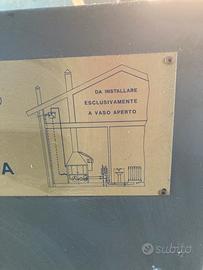 DA INSTALLARE
ESCLUSIVAMENTE
A VASO APERTO
A
subito